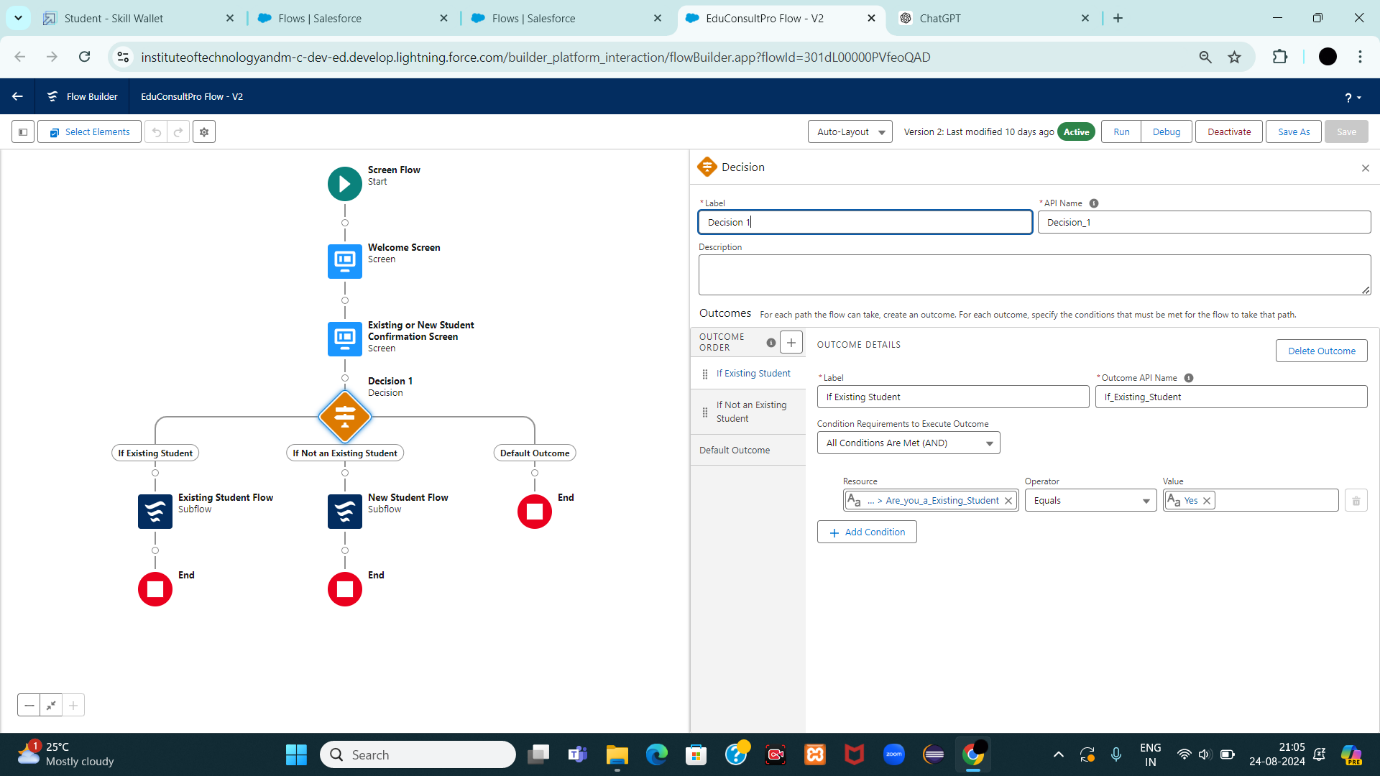 Student - Skill Wallet
Flows | Salesforce
Flows | Salesforce
EduConsultPro Flow - V2
ChatGPT
instituteoftechnologyandm-c-dev-ed.develop.lightning.force.com/builder_platform_interaction/flowBuilder.app?flowId=301dL00000PVfeoQAD
Flow Builder
EduConsultPro Flow - V2
?
Select Elements
Auto-Layout
Version 2: Last modified 10 days ago
Active
Run
Debug
Deactivate
Save As
Save
Screen Flow
Start
Welcome Screen
Screen
Existing or New Student
Confirmation Screen
Screen
Decision 1
Decision
If Existing Student
If Not an Existing Student
Default Outcome
Existing Student Flow
Subflow
New Student Flow
Subflow
End
End
End
Decision
* Label
Decision 1
* API Name
Decision_1
Description
Outcomes
For each path the flow can take, create an outcome. For each outcome, specify the conditions that must be met for the flow to take that path.
OUTCOME
ORDER
If Existing Student
If Not an Existing
Student
Default Outcome
OUTCOME DETAILS
Delete Outcome
* Label
If Existing Student
* Outcome API Name
If_Existing_Student
Condition Requirements to Execute Outcome
All Conditions Are Met (AND)
Resource
Aa ... > Are_you_a_Existing_Student
Operator
Equals
Value
Aa Yes
Add Condition
1
25°C
Mostly cloudy
Search
zoom
ENG
IN
21:05
24-08-2024
PRE